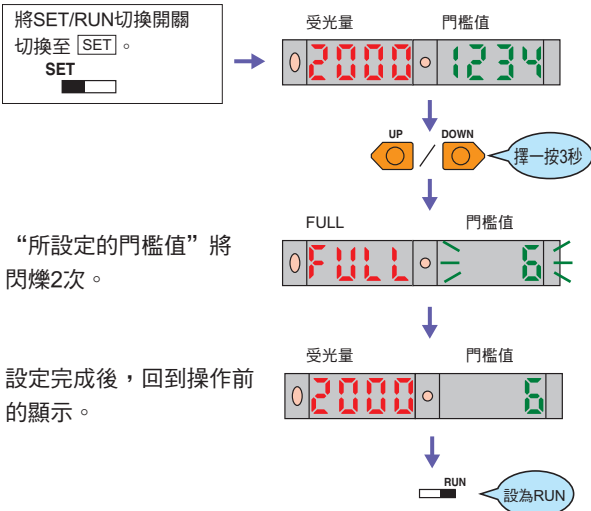 將SET/RUN切換開關
切換至 SET 。
SET
受光量 門檻值
2000 1234
UP DOWN
/
擇一按3秒
“所設定的門檻值”將
閃爍2次。
FULL 門檻值
FULL 6
設定完成後，回到操作前
的顯示。
受光量 門檻值
2000 6
RUN
設為RUN